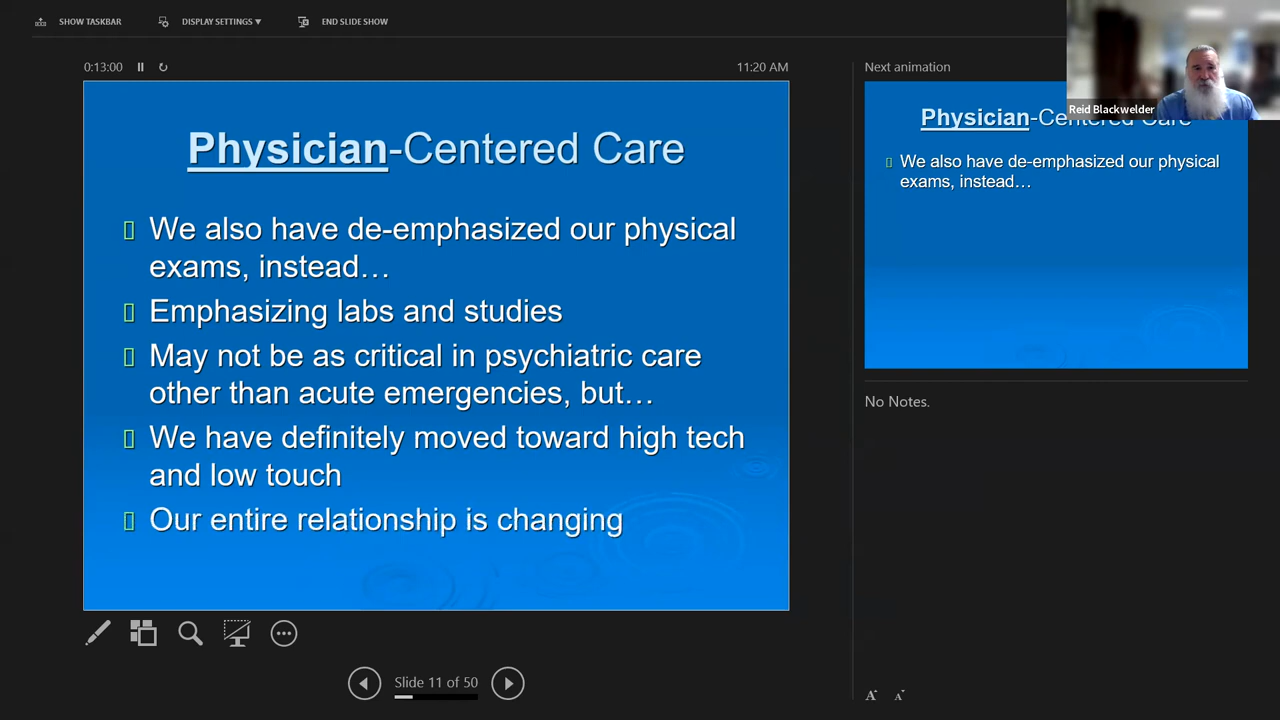 SHOW TASKBAR
DISPLAY SETTINGS
END SLIDE SHOW
0:13:00
11:20 AM
Physician-Centered Care
We also have de-emphasized our physical
exams, instead…
Emphasizing labs and studies
May not be as critical in psychiatric care
other than acute emergencies, but…
We have definitely moved toward high tech
and low touch
Our entire relationship is changing
Slide 11 of 50
Next animation
Reid Blackwelder
Physician-Centered Care
We also have de-emphasized our physical
exams, instead…
No Notes.
A A